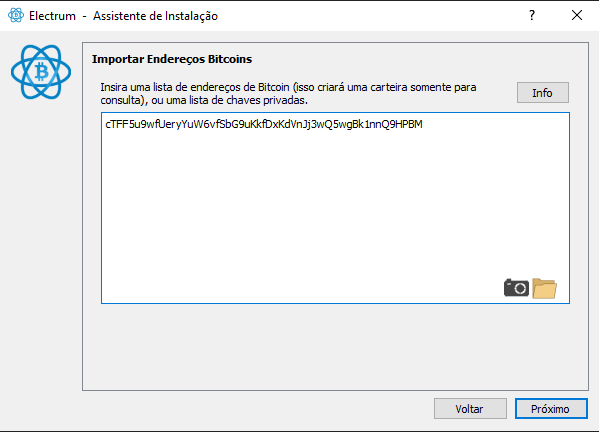 Electrum - Assistente de Instalação
Importar Endereços Bitcoins
Insira uma lista de endereços de Bitcoin (isso criará uma carteira somente para
consulta), ou uma lista de chaves privadas.
Info
cTFF5u9wfUeryYuW6vfSbG9uKkfDxKdVnJj3wQ5wgBk1nnQ9HPBM
Voltar
Próximo